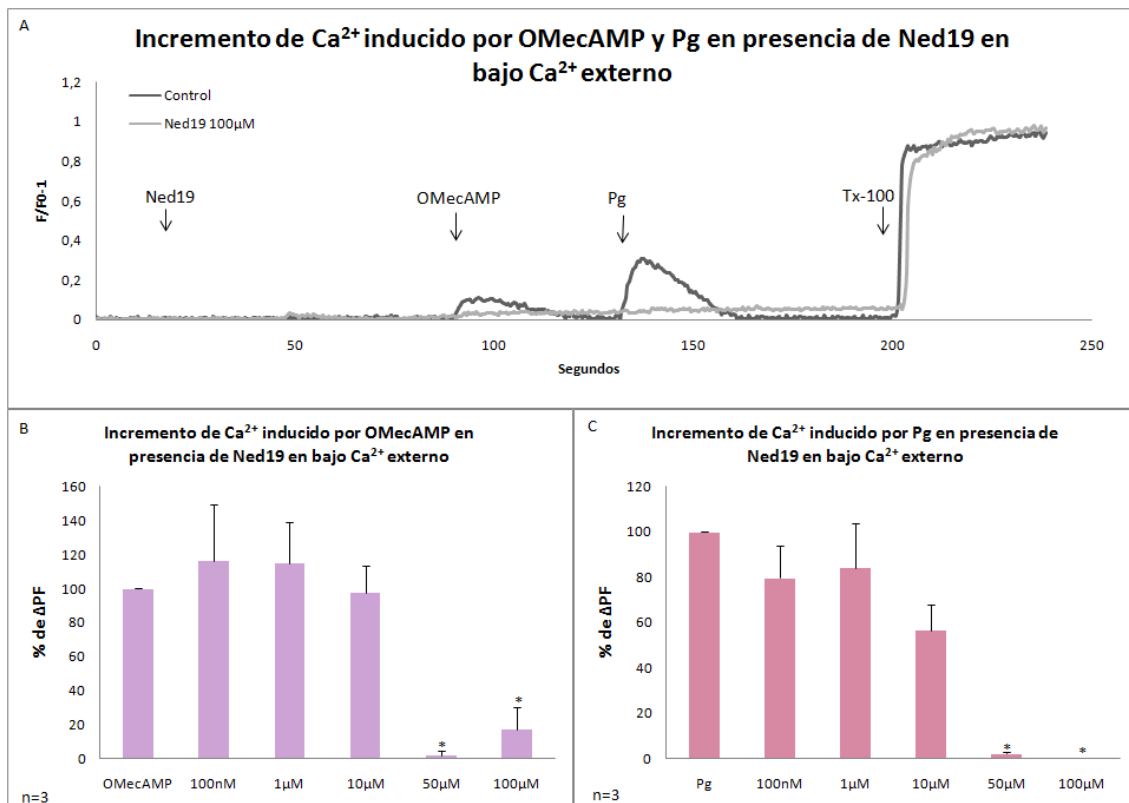 A
Incremento de Ca²⁺ inducido por OMecAMP y Pg en presencia de Ned19 en
bajo Ca²⁺ externo
1,2
1
0,8
0,6
0,4
0,2
0
F/F0-1
Control
Ned19 100µM
Ned19
OMecAMP
Pg
Tx-100
0
50
100
150
200
250
Segundos
B
Incremento de Ca²⁺ inducido por OMecAMP en
presencia de Ned19 en bajo Ca²⁺ externo
160
140
120
100
80
60
40
20
0
% de ΔPF
*
*
OMecAMP
100nM
1µM
10µM
50µM
100µM
n=3
C
Incremento de Ca²⁺ inducido por Pg en presencia de
Ned19 en bajo Ca²⁺ externo
120
100
80
60
40
20
0
% de ΔPF
*
*
Pg
100nM
1µM
10µM
50µM
100µM
n=3